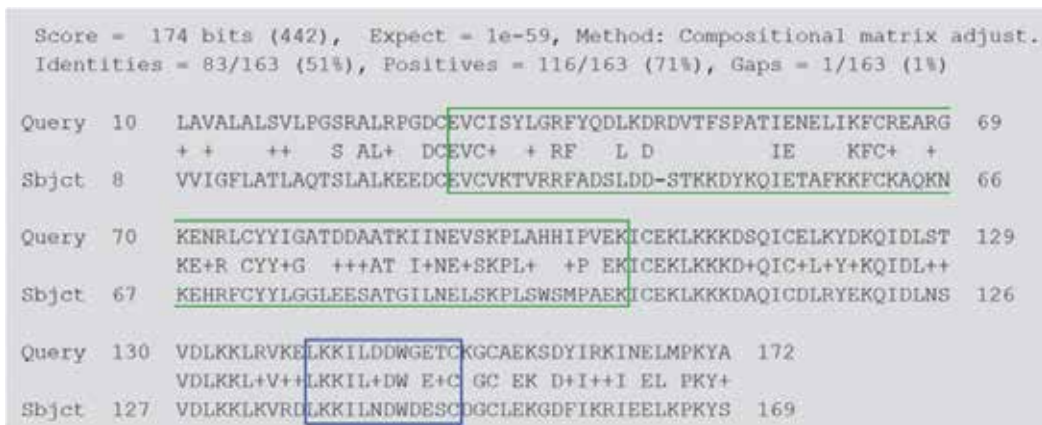 Score = 174 bits (442), Expect = 1e-59, Method: Compositional matrix adjust.
Identities = 83/163 (51%), Positives = 116/163 (71%), Gaps = 1/163 (1%)
Query 10 LAVALALSVLPGSRALRPGDCEVCISYLGRFYQDLKDRDVTFSPATIENELIKFCREARG 69
+ + ++ S AL+ DCEVC+ + RF L D IE KFC+ +
Sbjct 8 VVIGFLATLAQTSLALKEEDCEVCVKTVRRFADSLDD-STKKDYKQIETAFKKFCKAQKN 66
Query 70 KENRLCYYIGATDDAATKIINEVSKPLAHHIPVEKICEKLKKKDSQICELKYDKQIDLST 129
KE+R CYY+G +++AT I+NE+SKPL+ +P EKICEKLKKKD+QIC+L+Y+KQIDL++
Sbjct 67 KEHRFCYYLGGLEESATGILNELSKPLSWSMPAEKICEKLKKKDAQICDLRYEKQIDLNS 126
Query 130 VDLKKLRVKELKKILDDWGETCKGCAEKSDYIRKINELMPKYA 172
VDLKKL+V++LKKIL+DW E+C GC EK D+I++I EL PKY+
Sbjct 127 VDLKKLKVRDLKKILNDWDESCDGCLEKGDFIKRIEELKPKYS 169